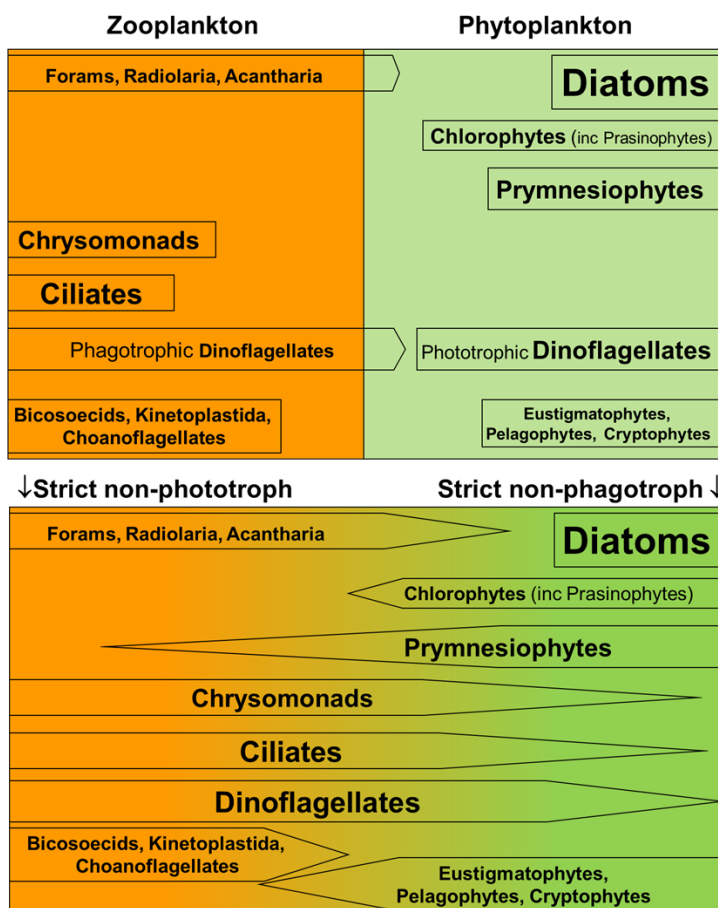 Zooplankton Phytoplankton
Forams, Radiolaria, Acantharia
Diatoms
Chlorophytes (inc Prasinophytes)
Prymnesiophytes
Chrysomonads
Ciliates
Phagotrophic Dinoflagellates
Phototrophic Dinoflagellates
Bicosoecids, Kinetoplastida,
Choanoflagellates
Eustigmatophytes,
Pelagophytes, Cryptophytes
↓Strict non-phototroph
Strict non-phagotroph ↓
Forams, Radiolaria, Acantharia
Diatoms
Chlorophytes (inc Prasinophytes)
Prymnesiophytes
Chrysomonads
Ciliates
Dinoflagellates
Bicosoecids, Kinetoplastida,
Choanoflagellates
Eustigmatophytes,
Pelagophytes, Cryptophytes